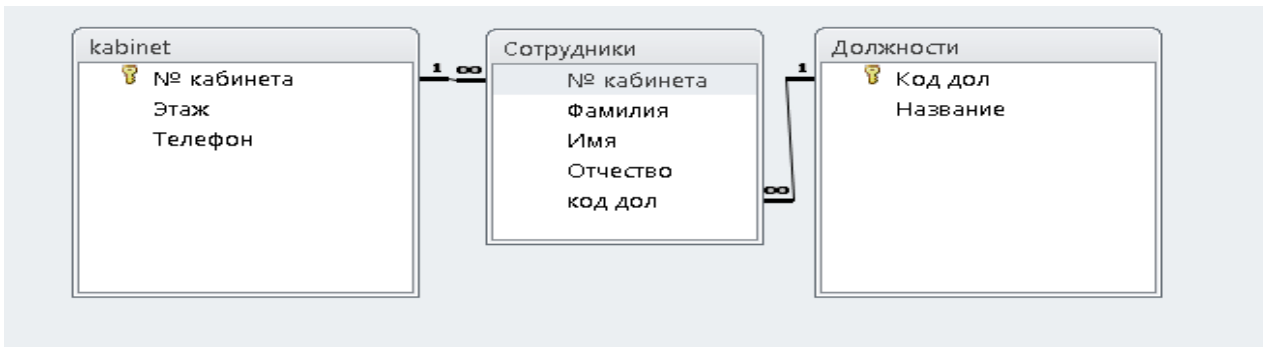 kabinet
№ кабинета
Этаж
Телефон
1 ∞
Сотрудники
№ кабинета
Фамилия
Имя
Отчество
код дол
∞ 1
Должности
Код дол
Название